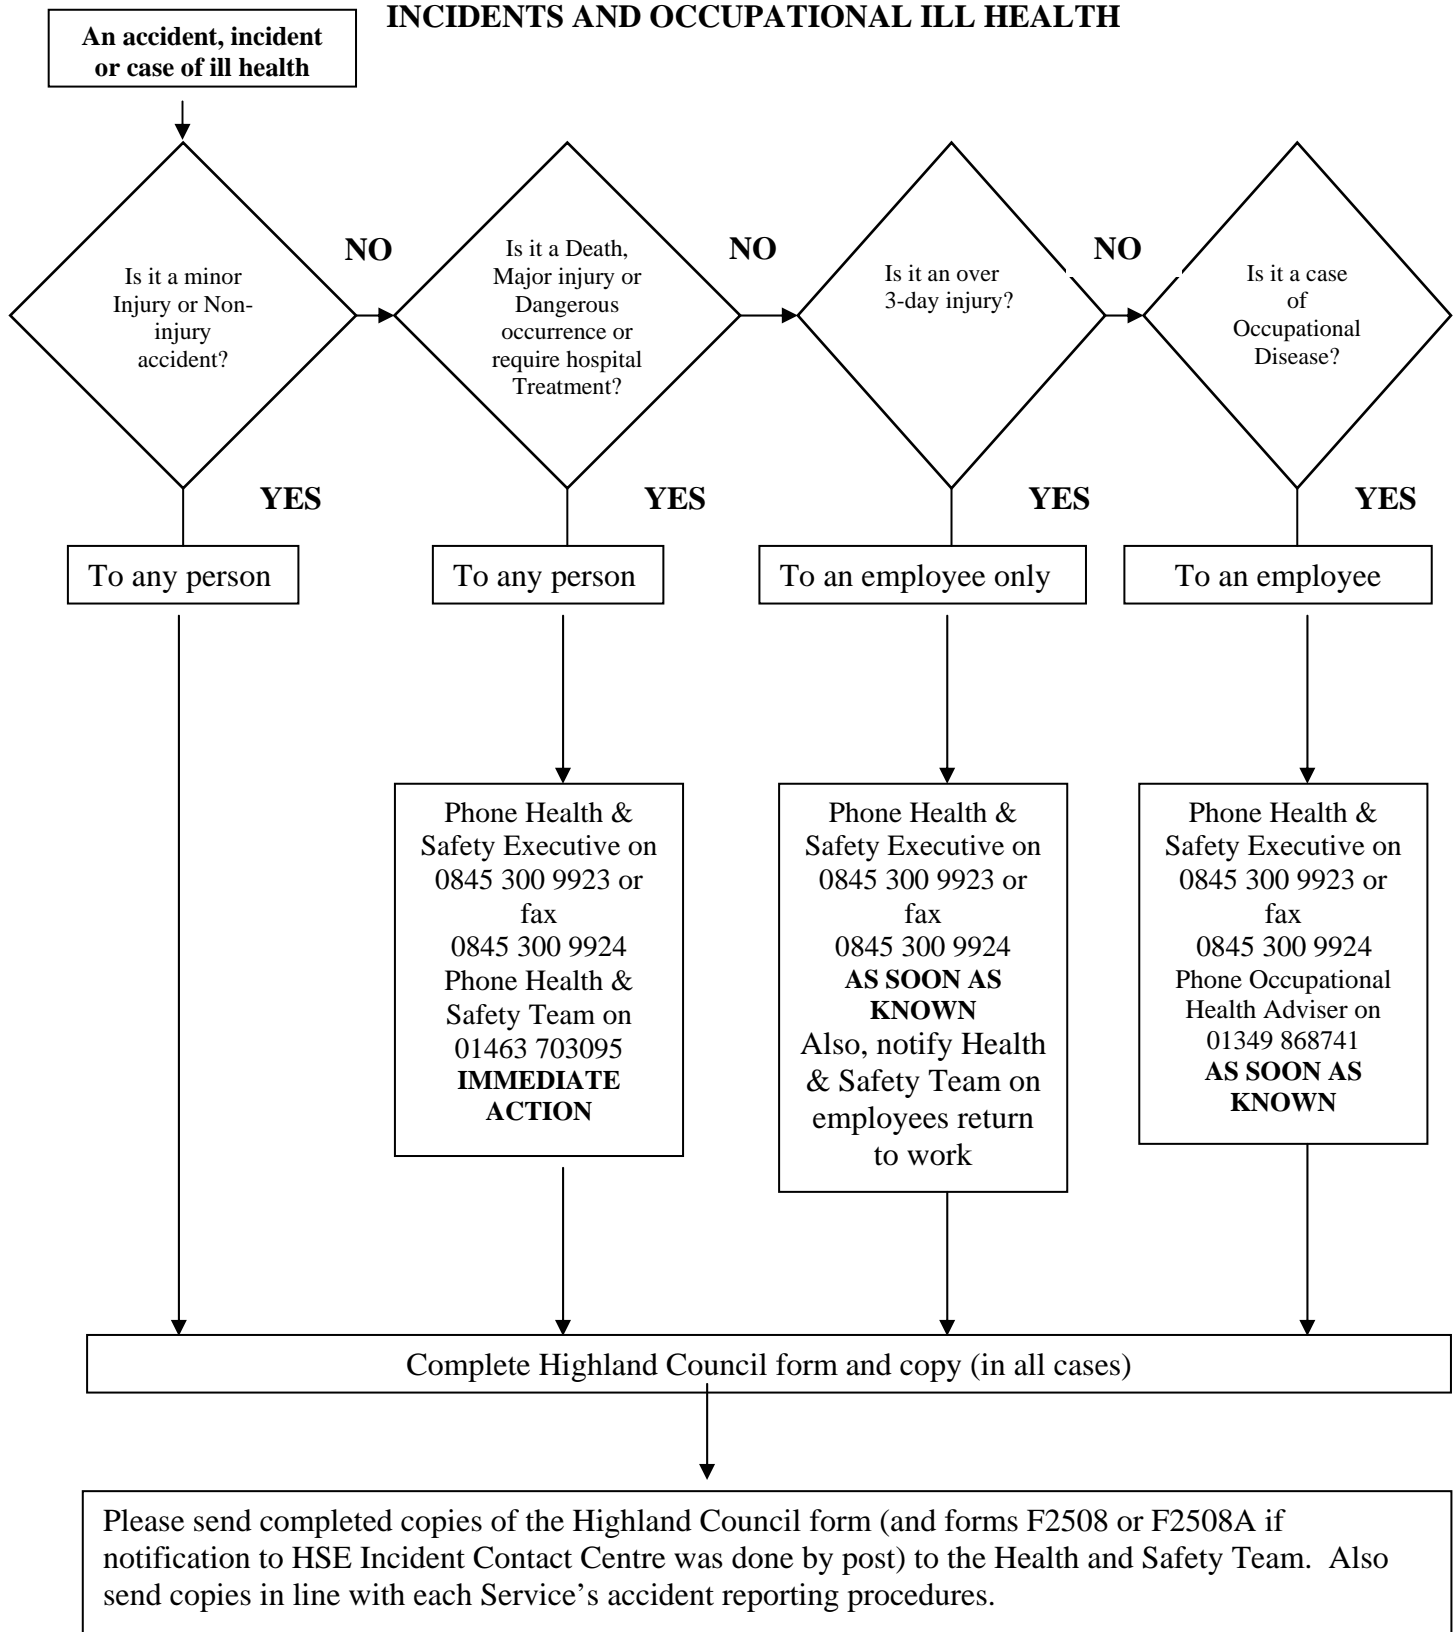 INCIDENTS AND OCCUPATIONAL ILL HEALTH
An accident, incident
or case of ill health
Is it a minor
Injury or Non-
injury
accident?
NO
Is it a Death,
Major injury or
Dangerous
occurrence or
require hospital
Treatment?
NO
Is it an over
3-day injury?
NO
Is it a case
of
Occupational
Disease?
YES
YES
YES
YES
To any person
To any person
To an employee only
To an employee
Phone Health &
Safety Executive on
0845 300 9923 or
fax
0845 300 9924
Phone Health &
Safety Team on
01463 703095
IMMEDIATE
ACTION
Phone Health &
Safety Executive on
0845 300 9923 or
fax
0845 300 9924
AS SOON AS
KNOWN
Also, notify Health
& Safety Team on
employees return
to work
Phone Health &
Safety Executive on
0845 300 9923 or
fax
0845 300 9924
Phone Occupational
Health Adviser on
01349 868741
AS SOON AS
KNOWN
Complete Highland Council form and copy (in all cases)
Please send completed copies of the Highland Council form (and forms F2508 or F2508A if
notification to HSE Incident Contact Centre was done by post) to the Health and Safety Team.  Also
send copies in line with each Service’s accident reporting procedures.